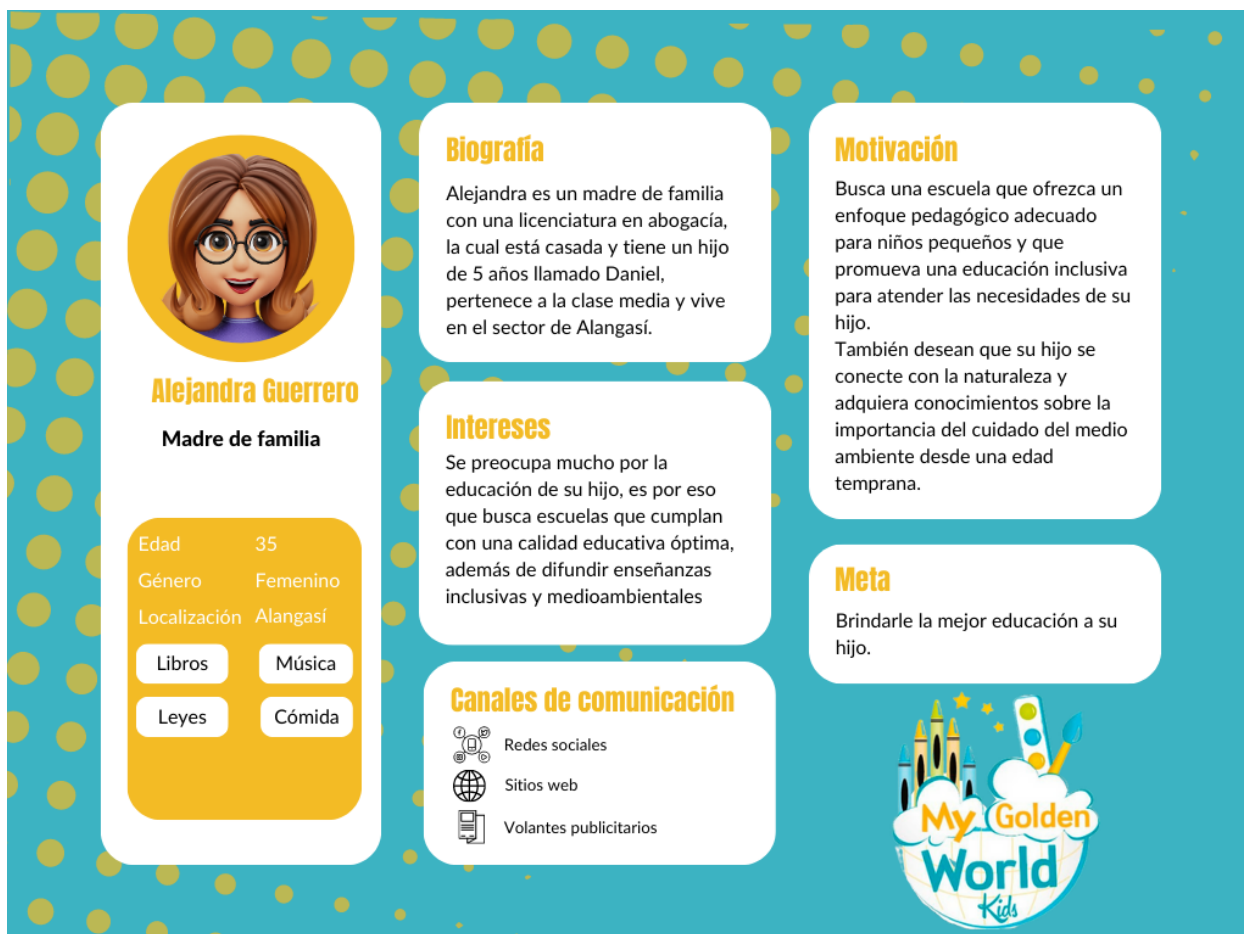 Alejandra Guerrero
Madre de familia
Edad 35
Género Femenino
Localización Alangasí
Libros Música
Leyes Cómida
Biografía
Alejandra es un madre de familia
con una licenciatura en abogacía,
la cual está casada y tiene un hijo
de 5 años llamado Daniel,
pertenece a la clase media y vive
en el sector de Alangasí.
Intereses
Se preocupa mucho por la
educación de su hijo, es por eso
que busca escuelas que cumplan
con una calidad educativa óptima,
además de difundir enseñanzas
inclusivas y medioambientales
Canales de comunicación
Redes sociales
Sitios web
Volantes publicitarios
Motivación
Busca una escuela que ofrezca un
enfoque pedagógico adecuado
para niños pequeños y que
promueva una educación inclusiva
para atender las necesidades de su
hijo.
También desean que su hijo se
conecte con la naturaleza y
adquiera conocimientos sobre la
importancia del cuidado del medio
ambiente desde una edad
temprana.
Meta
Brindarle la mejor educación a su
hijo.
My Golden
World
Kids